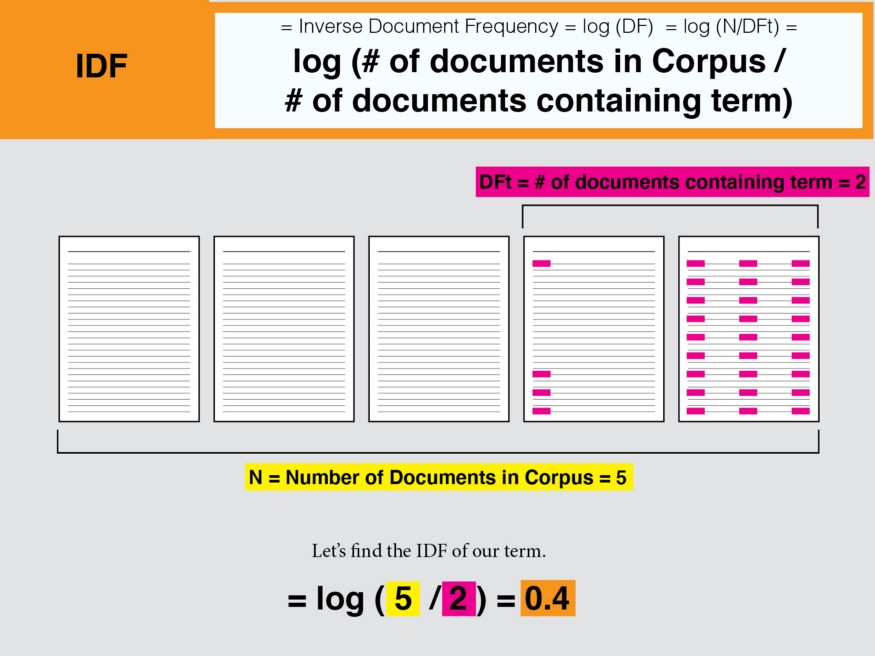 IDF
= Inverse Document Frequency = log (DF) = log (N/DFt) =
log (# of documents in Corpus /
# of documents containing term)
DFt = # of documents containing term = 2
N = Number of Documents in Corpus = 5
Let's find the IDF of our term.
= log ( 5 / 2 ) = 0.4